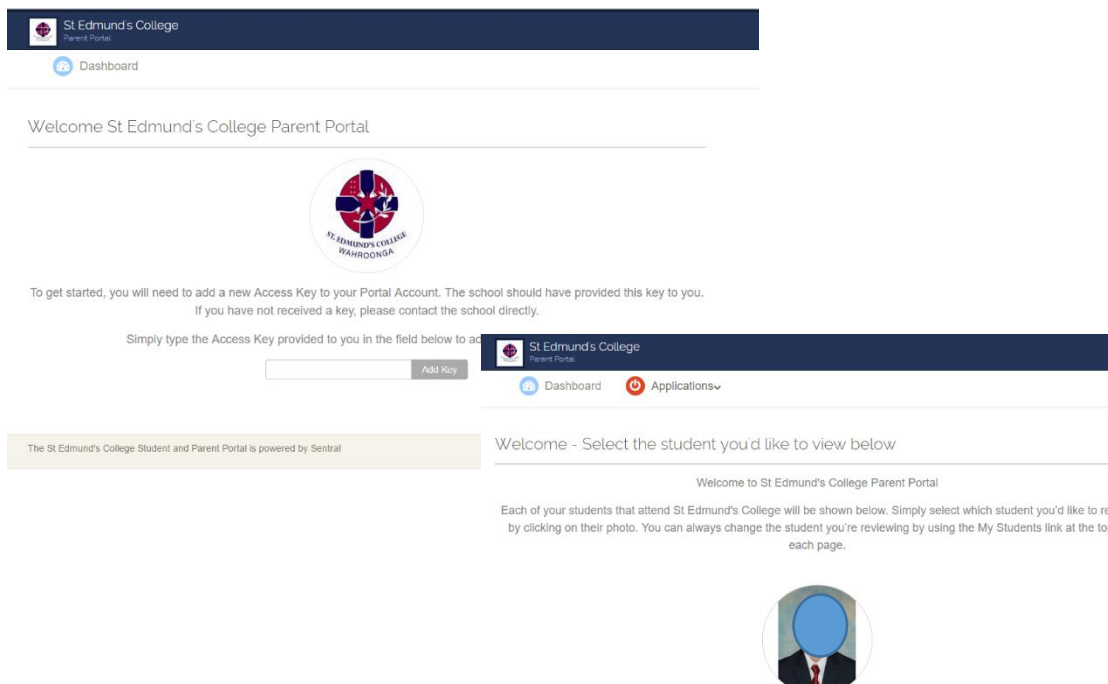 St Edmund's College
Parent Portal
Dashboard
Welcome St Edmund's College Parent Portal
ST. EDMUND'S COLLEGE
WAHROONGA
To get started, you will need to add a new Access Key to your Portal Account. The school should have provided this key to you.
If you have not received a key, please contact the school directly.
Simply type the Access Key provided to you in the field below to
Add Key
The St Edmund's College Student and Parent Portal is powered by Sentral
St Edmund's College
Parent Portal
Dashboard
Applications
Welcome - Select the student you'd like to view below
Welcome to St Edmund's College Parent Portal
Each of your students that attend St Edmund's College will be shown below. Simply select which student you'd like to
by clicking on their photo. You can always change the student you're reviewing by using the My Students link at the
each page.